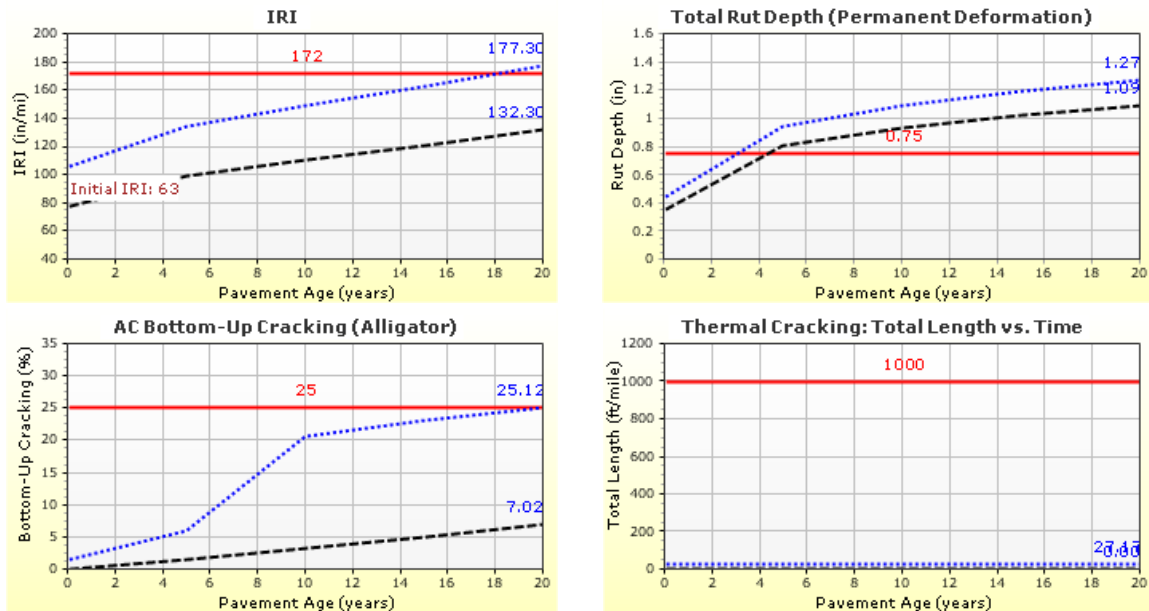 IRI
200
180
160
140
120
100
80
60
40
IRI (in/mi)
172
177.30
132.30
Initial IRI: 63
0 2 4 6 8 10 12 14 16 18 20
Pavement Age (years)
Total Rut Depth (Permanent Deformation)
1.6
1.4
1.2
1
0.8
0.6
0.4
0.2
0
Rut Depth (in)
1.27
1.09
0.75
0 2 4 6 8 10 12 14 16 18 20
Pavement Age (years)
AC Bottom-Up Cracking (Alligator)
35
30
25
20
15
10
5
0
Bottom-Up Cracking (%)
25
25.12
7.02
0 2 4 6 8 10 12 14 16 18 20
Pavement Age (years)
Thermal Cracking: Total Length vs. Time
1200
1000
800
600
400
200
0
Total Length (ft/mile)
1000
27.17
0.00
0 2 4 6 8 10 12 14 16 18 20
Pavement Age (years)